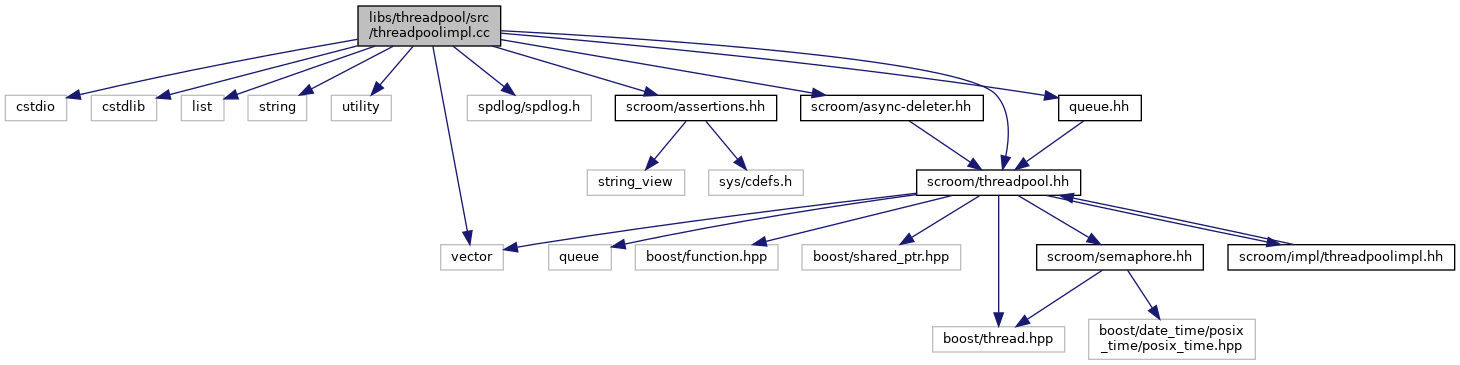 libs/threadpool/src
/threadpoolimpl.cc
cstdio
cstdlib
list
string
utility
spdlog/spdlog.h
scroom/assertions.hh
scroom/async-deleter.hh
queue.hh
string_view
sys/cdefs.h
scroom/threadpool.hh
vector
queue
boost/function.hpp
boost/shared_ptr.hpp
scroom/semaphore.hh
scroom/impl/threadpoolimpl.hh
boost/thread.hpp
boost/date_time/posix
_time/posix_time.hpp